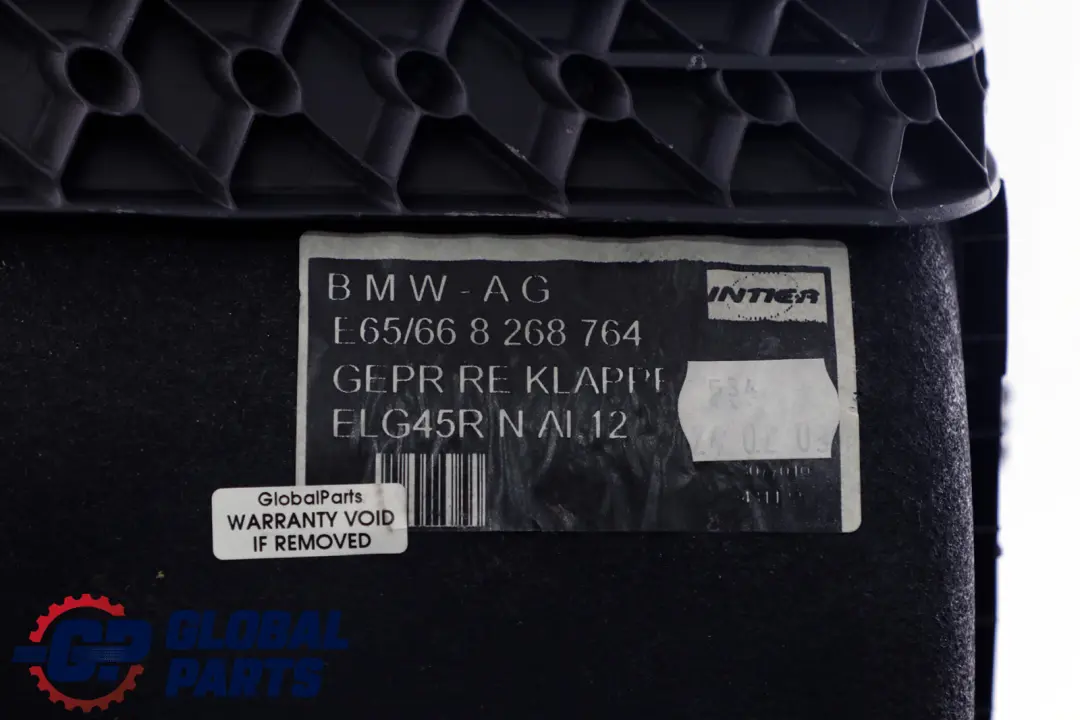 BMW-AG
INTIER
E65/66 8 268 764
GEPR RE KLAPPE
ELG45R N AI 12
GlobalParts
WARRANTY VOID
IF REMOVED
GP GLOBAL
PARTS